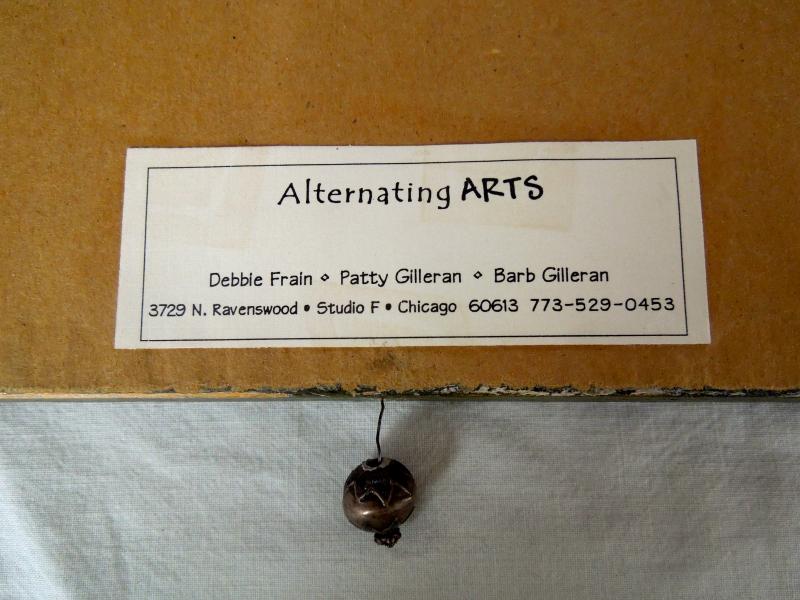 Alternating ARTS
Debbie Frain ⋄ Patty Gilleran ⋄ Barb Gilleran
3729 N. Ravenswood • Studio F • Chicago 60613 773-529-0453